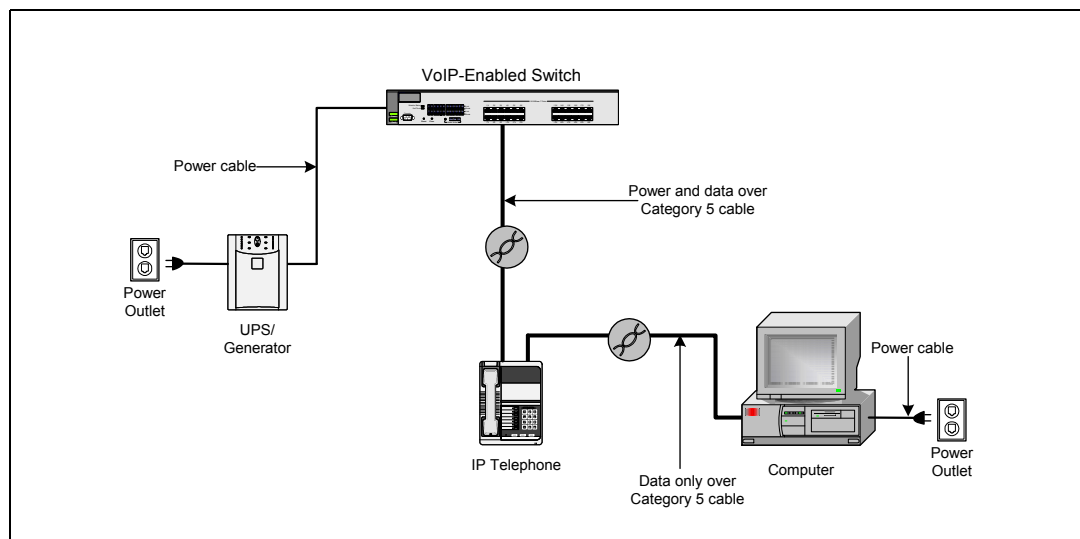 VoIP-Enabled Switch
Power cable
Power and data over
Category 5 cable
Power
Outlet
UPS/
Generator
IP Telephone
Power cable
Computer
Power
Outlet
Data only over
Category 5 cable